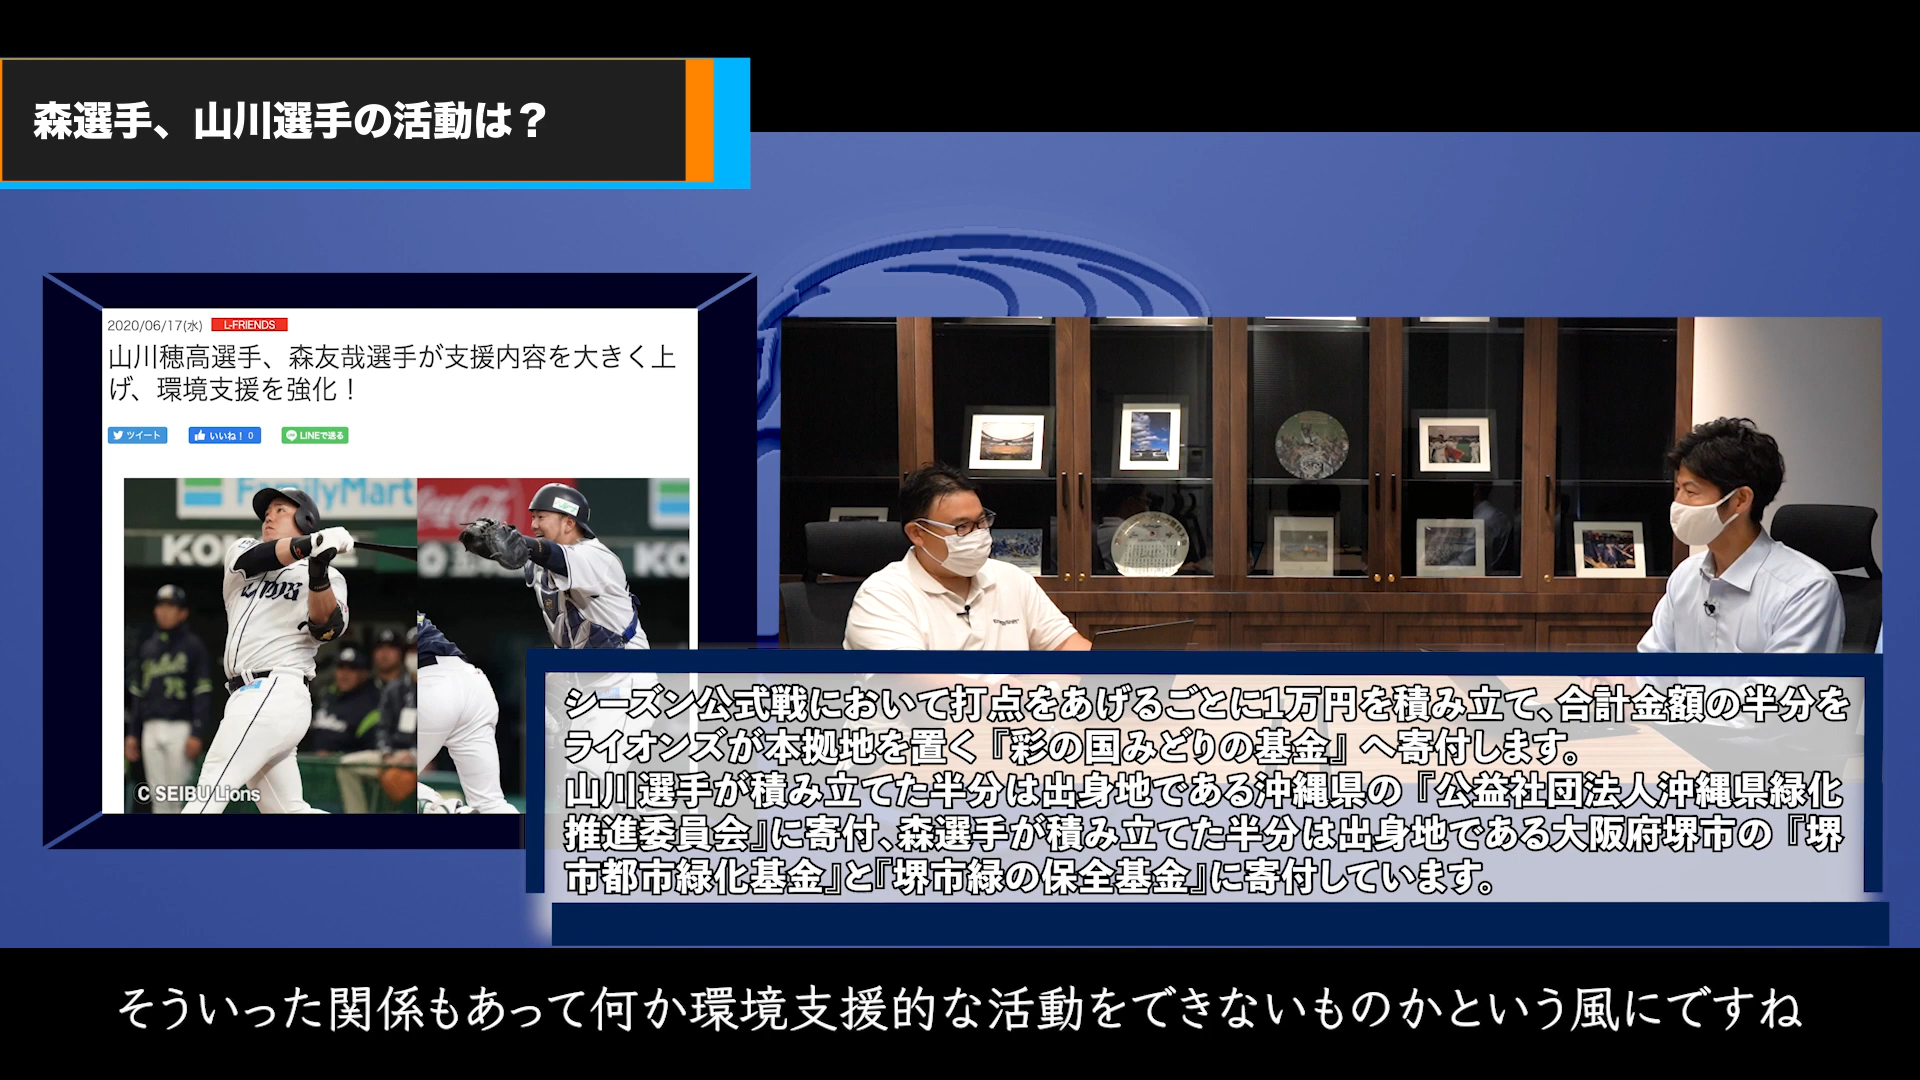 森選手、山川選手の活動は？
2020/06/17(水) L-FRIENDS
山川穂高選手、森友哉選手が支援内容を大きく上
げ、環境支援を強化！
ツイート いいね！ 0 LINEで送る
FamilyMart
Coca-Cola
KO
KO
Lions
C SEIBU Lions
シーズン公式戦において打点をあげるごとに1万円を積み立て、合計金額の半分を
ライオンズが本拠地を置く『彩の国みどりの基金』へ寄付します。
山川選手が積み立てた半分は出身地である沖縄県の『公益社団法人沖縄県緑化
推進委員会』に寄付、森選手が積み立てた半分は出身地である大阪府堺市の『堺
市都市緑化基金』と『堺市緑の保全基金』に寄付しています。
そういった関係もあって何か環境支援的な活動をできないものかという風にですね